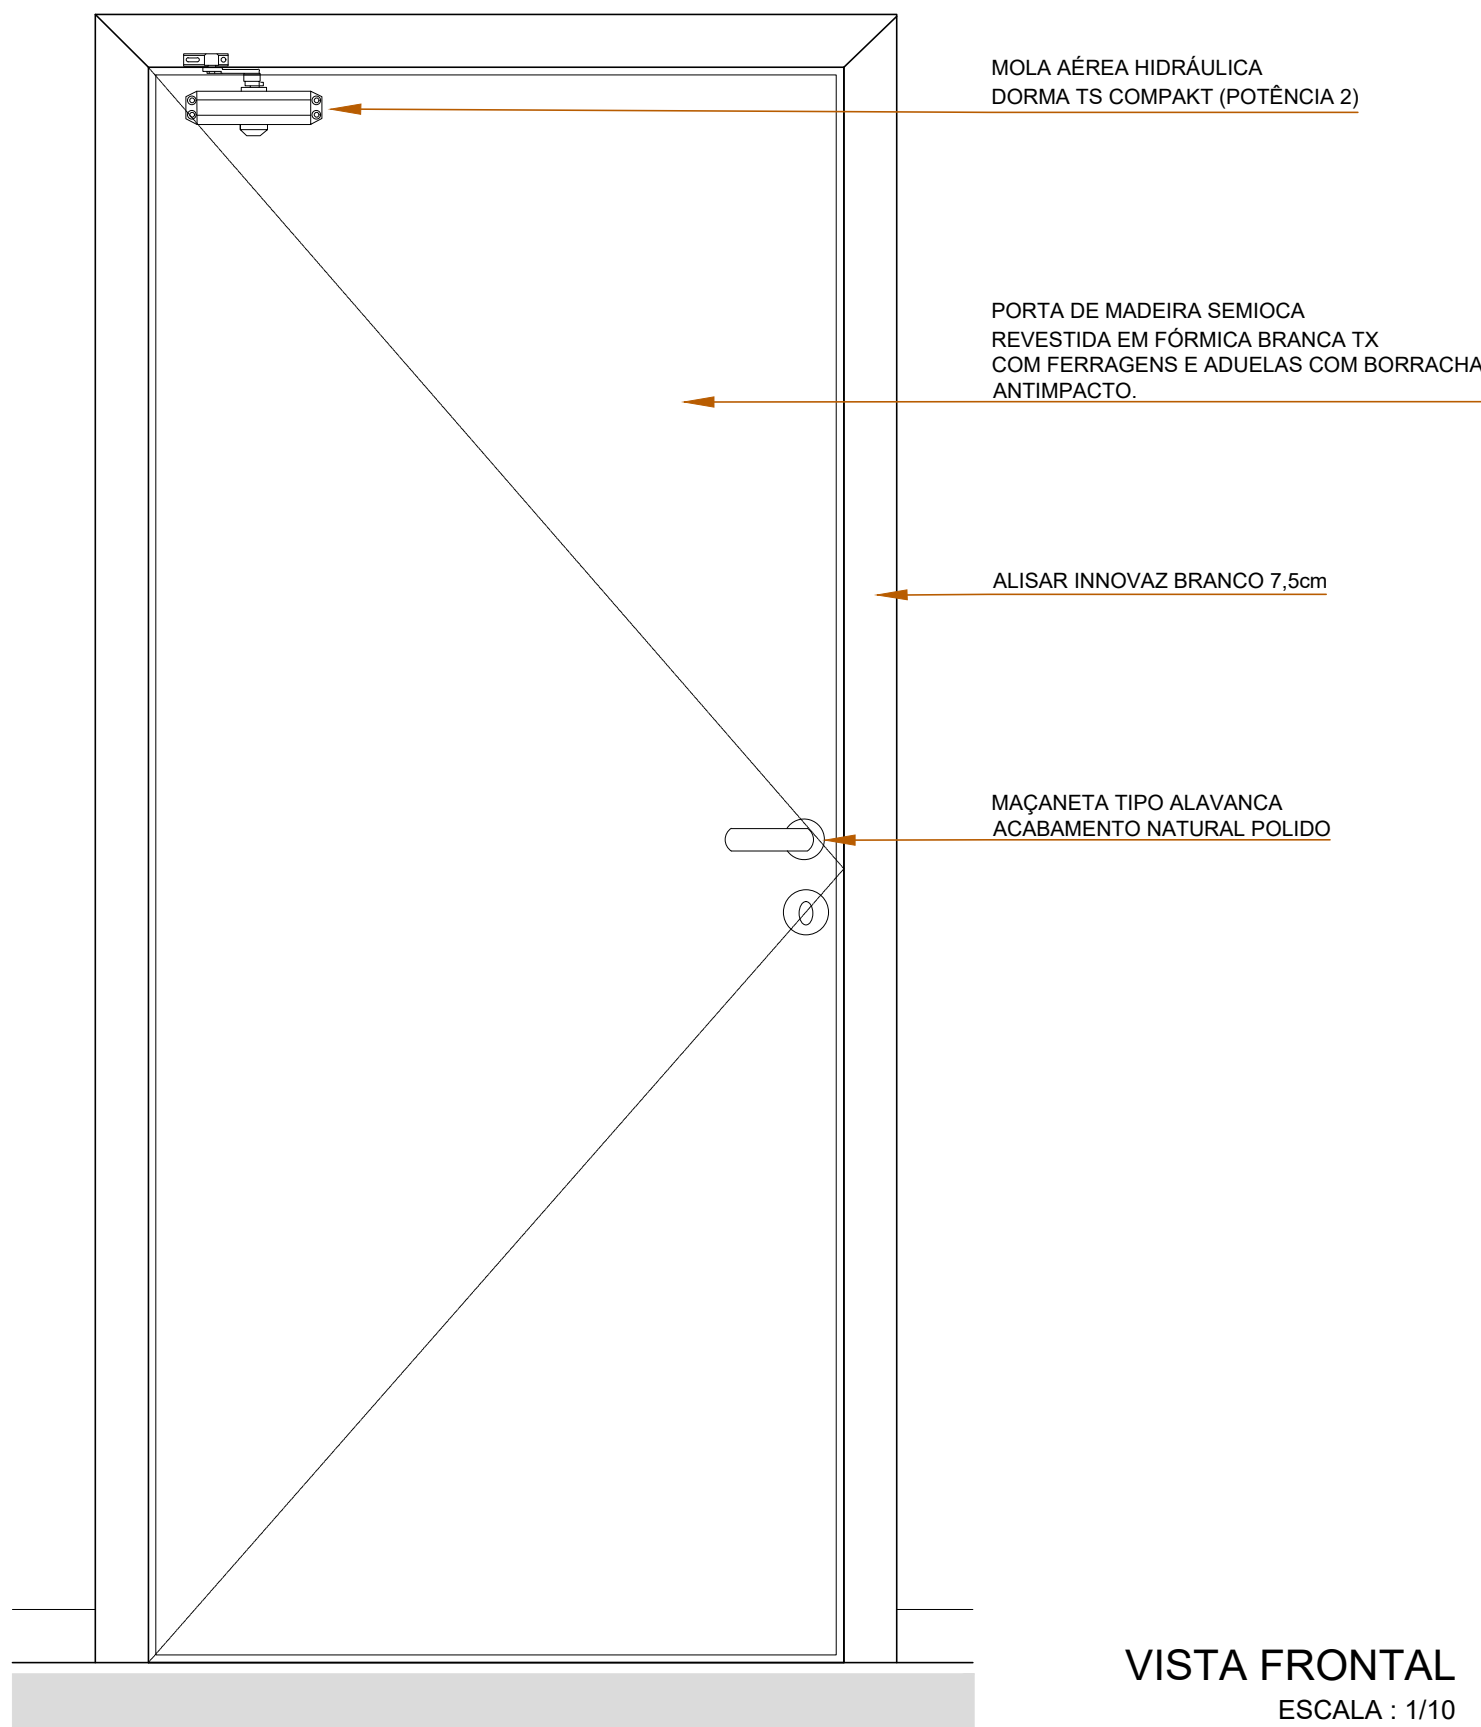 MOLA AÉREA HIDRÁULICA
DORMA TS COMPAKT (POTÊNCIA 2)
PORTA DE MADEIRA SEMIOCA
REVESTIDA EM FÓRMICA BRANCA TX
COM FERRAGENS E ADUELAS COM BORRACHA
ANTIMPACTO.
ALISAR INNOVAZ BRANCO 7,5cm
MAÇANETA TIPO ALAVANCA
ACABAMENTO NATURAL POLIDO
VISTA FRONTAL
ESCALA : 1/10